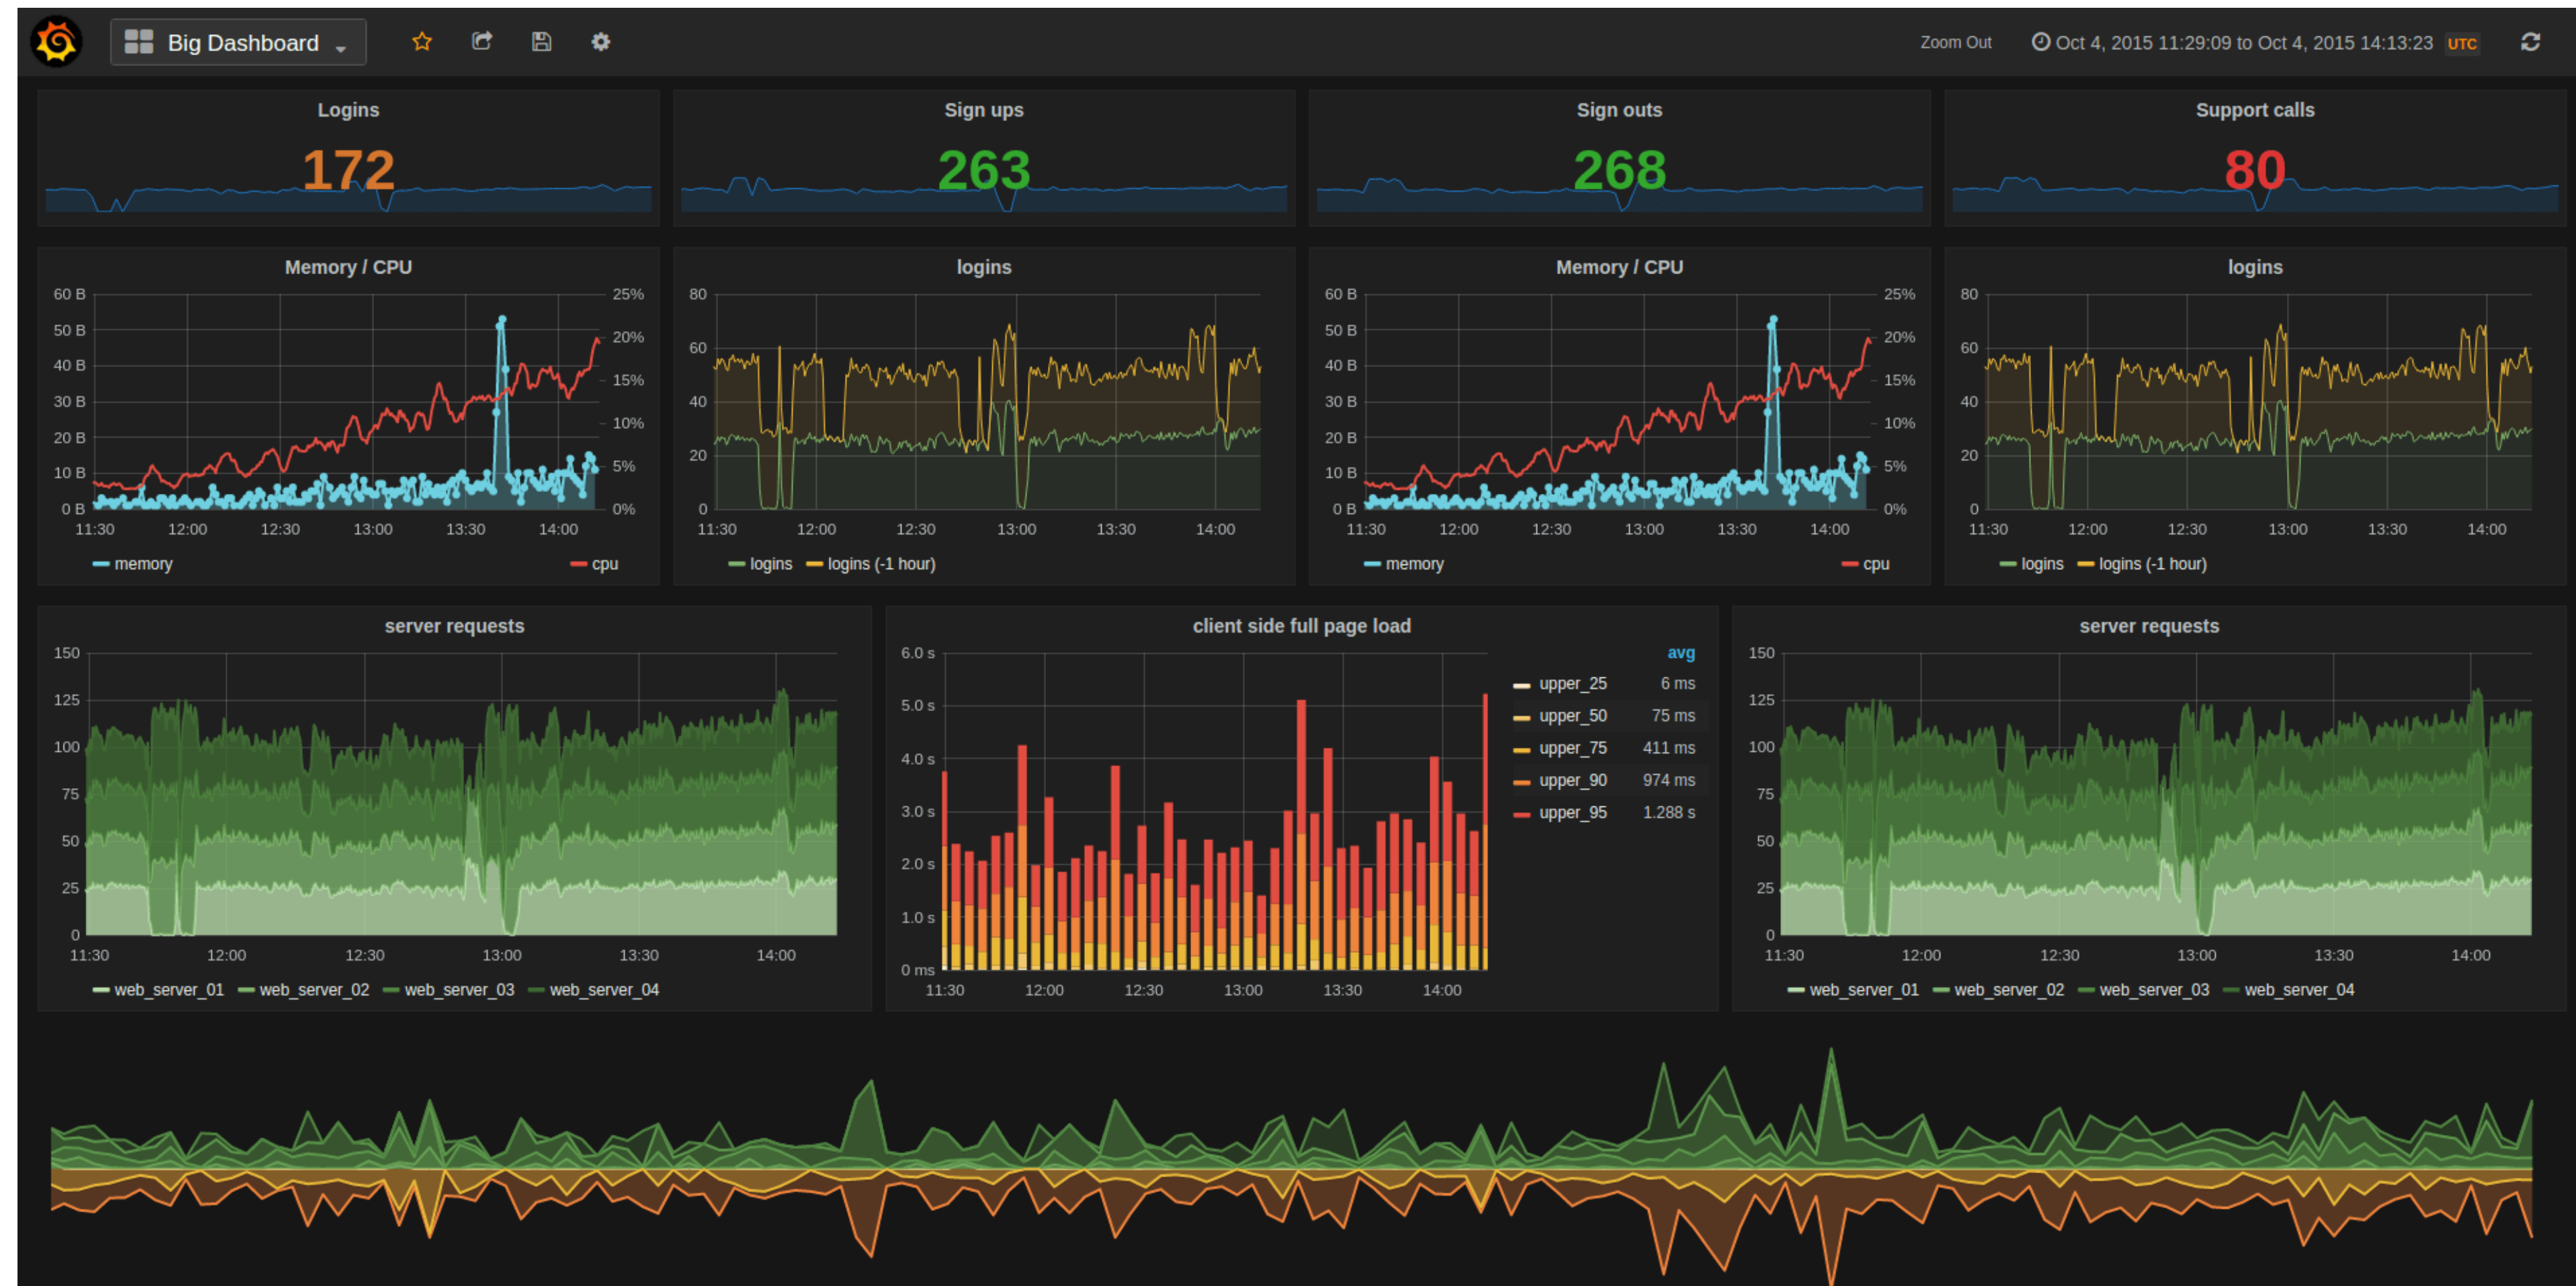 Big Dashboard
Zoom Out Oct 4, 2015 11:29:09 to Oct 4, 2015 14:13:23 UTC
Logins
172
Sign ups
263
Sign outs
268
Support calls
80
Memory / CPU
60 B
50 B
40 B
30 B
20 B
10 B
0 B
25%
20%
15%
10%
5%
0%
11:30 12:00 12:30 13:00 13:30 14:00
memory cpu
logins
80
60
40
20
0
11:30 12:00 12:30 13:00 13:30 14:00
logins logins (-1 hour)
Memory / CPU
60 B
50 B
40 B
30 B
20 B
10 B
0 B
25%
20%
15%
10%
5%
0%
11:30 12:00 12:30 13:00 13:30 14:00
memory cpu
logins
80
60
40
20
0
11:30 12:00 12:30 13:00 13:30 14:00
logins logins (-1 hour)
server requests
150
125
100
75
50
25
0
11:30 12:00 12:30 13:00 13:30 14:00
web_server_01 web_server_02 web_server_03 web_server_04
client side full page load
6.0 s
5.0 s
4.0 s
3.0 s
2.0 s
1.0 s
0 ms
11:30 12:00 12:30 13:00 13:30 14:00
avg
upper_25 6 ms
upper_50 75 ms
upper_75 411 ms
upper_90 974 ms
upper_95 1.288 s
server requests
150
125
100
75
50
25
0
11:30 12:00 12:30 13:00 13:30 14:00
web_server_01 web_server_02 web_server_03 web_server_04